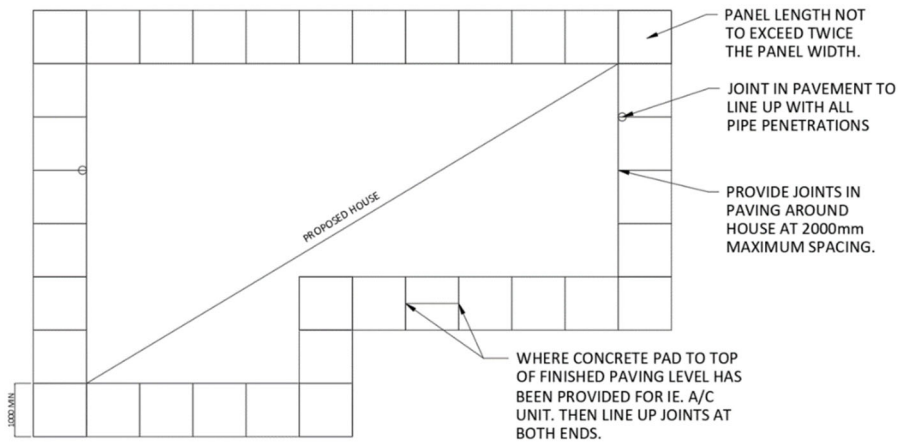 PANEL LENGTH NOT
TO EXCEED TWICE
THE PANEL WIDTH.
JOINT IN PAVEMENT TO
LINE UP WITH ALL
PIPE PENETRATIONS
PROVIDE JOINTS IN
PAVING AROUND
HOUSE AT 2000mm
MAXIMUM SPACING.
PROPOSED HOUSE
WHERE CONCRETE PAD TO TOP
OF FINISHED PAVING LEVEL HAS
BEEN PROVIDED FOR IE. A/C
UNIT. THEN LINE UP JOINTS AT
BOTH ENDS.
1000 MIN